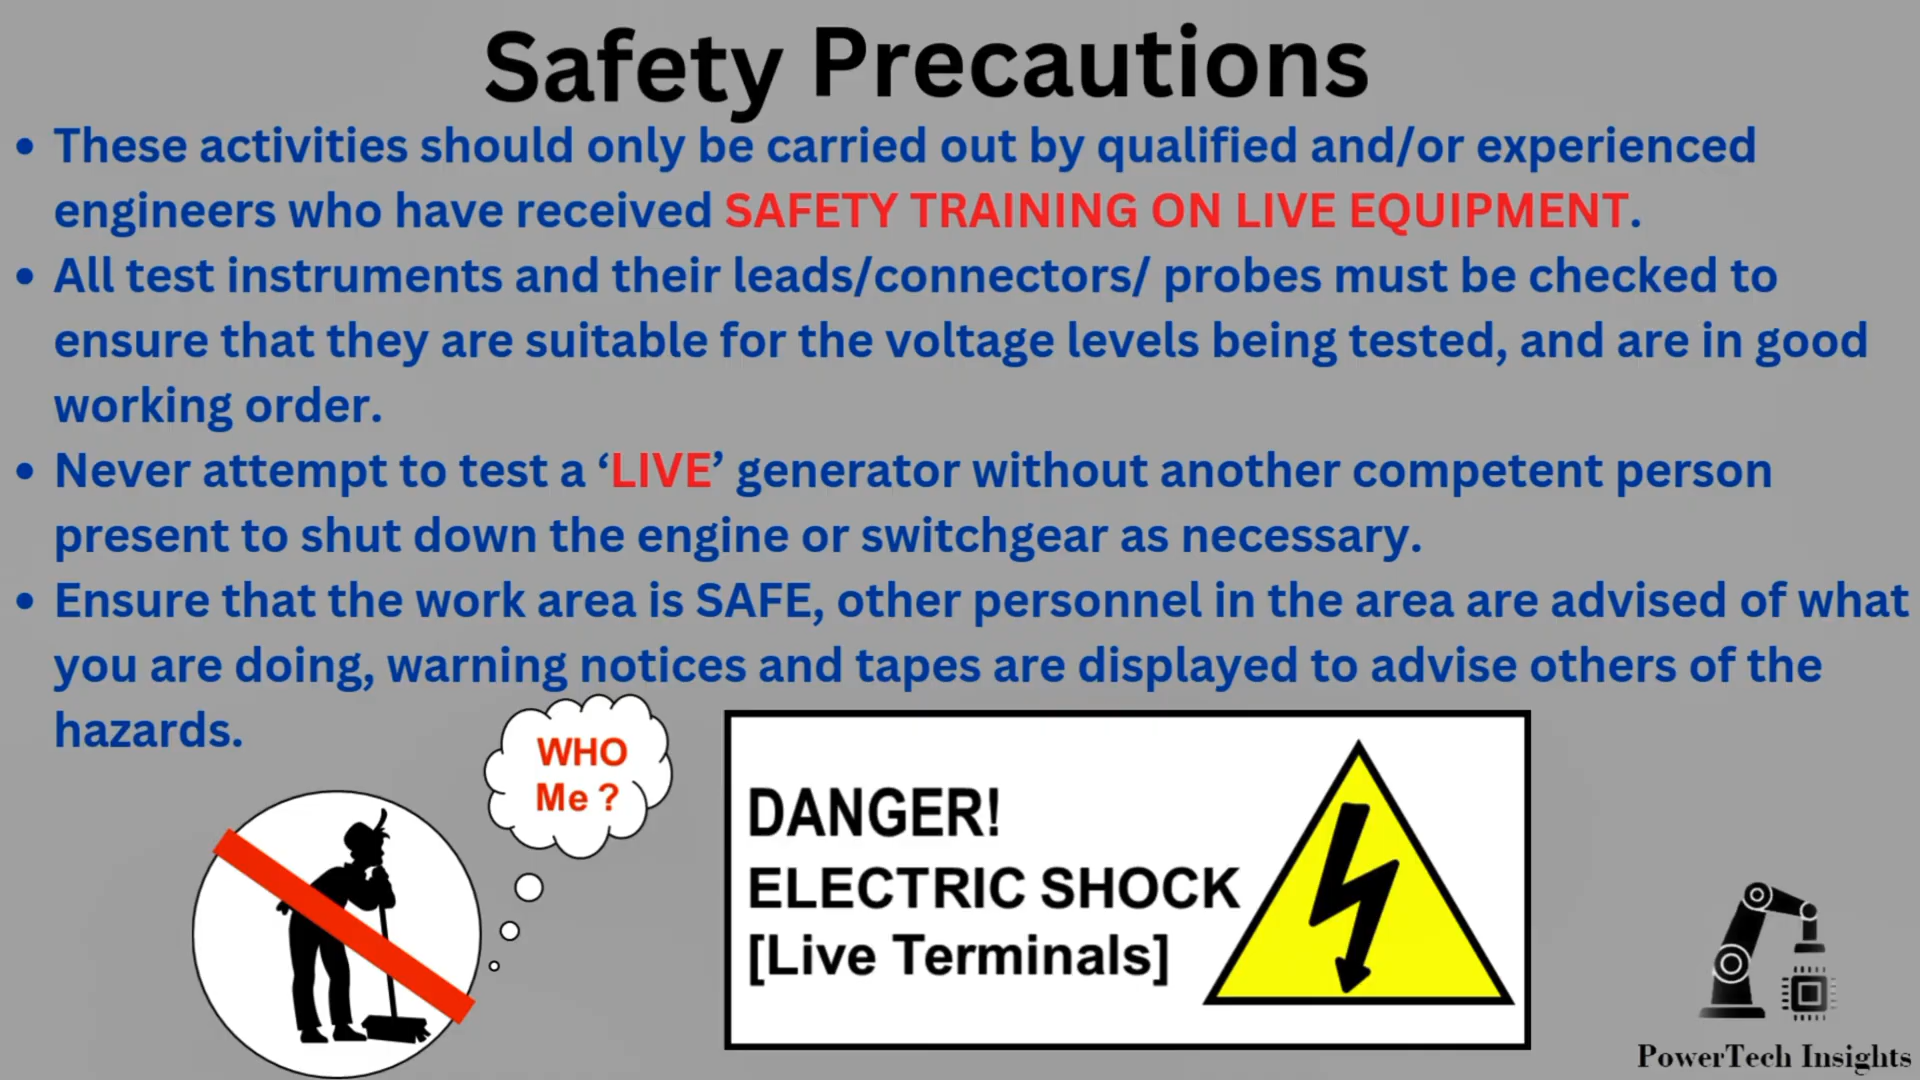 Safety Precautions
• These activities should only be carried out by qualified and/or experienced
engineers who have received SAFETY TRAINING ON LIVE EQUIPMENT.
• All test instruments and their leads/connectors/ probes must be checked to
ensure that they are suitable for the voltage levels being tested, and are in good
working order.
• Never attempt to test a ‘LIVE’ generator without another competent person
present to shut down the engine or switchgear as necessary.
• Ensure that the work area is SAFE, other personnel in the area are advised of what
you are doing, warning notices and tapes are displayed to advise others of the
hazards.
WHO
Me ?
DANGER!
ELECTRIC SHOCK
[Live Terminals]
PowerTech Insights